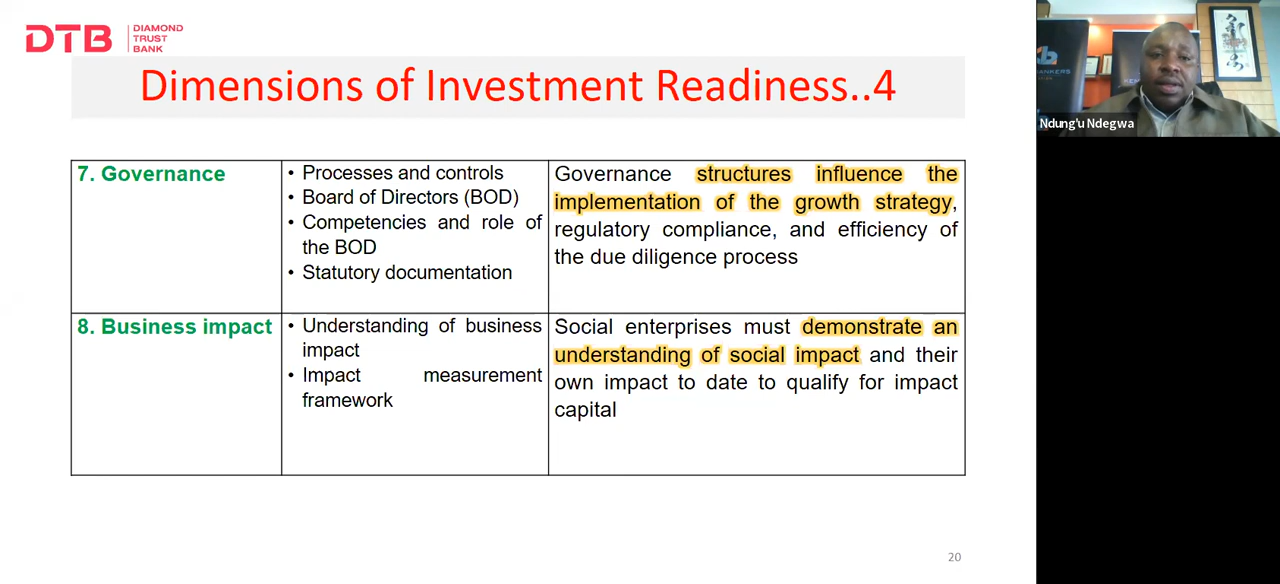 DTB
DIAMOND
TRUST
BANK
Dimensions of Investment Readiness..4
7. Governance
• Processes and controls
• Board of Directors (BOD)
• Competencies and role of
the BOD
• Statutory documentation
Governance structures influence the
implementation of the growth strategy,
regulatory compliance, and efficiency of
the due diligence process
8. Business impact
• Understanding of business
impact
• Impact measurement
framework
Social enterprises must demonstrate an
understanding of social impact and their
own impact to date to qualify for impact
capital
20
Ndung'u Ndegwa